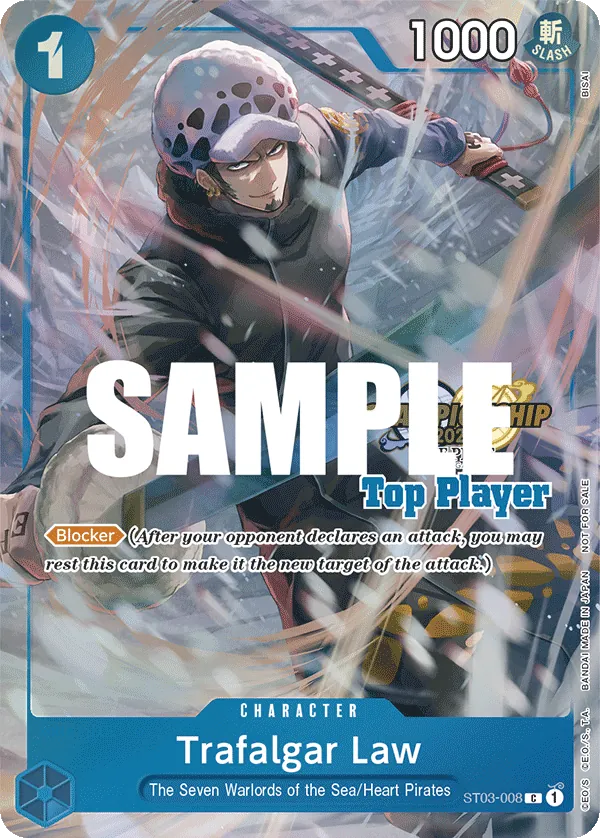 1
1000
斬
SLASH
BISAI
SAMPLE
Top Player
Blocker (After your opponent declares an attack, you may
rest this card to make it the new target of the attack.)
CHARACTER
Trafalgar Law
The Seven Warlords of the Sea/Heart Pirates
ST03-008 C 1
©EO/S ©E.O./S., T.A. BANDAI MADE IN JAPAN NOT FOR SALE